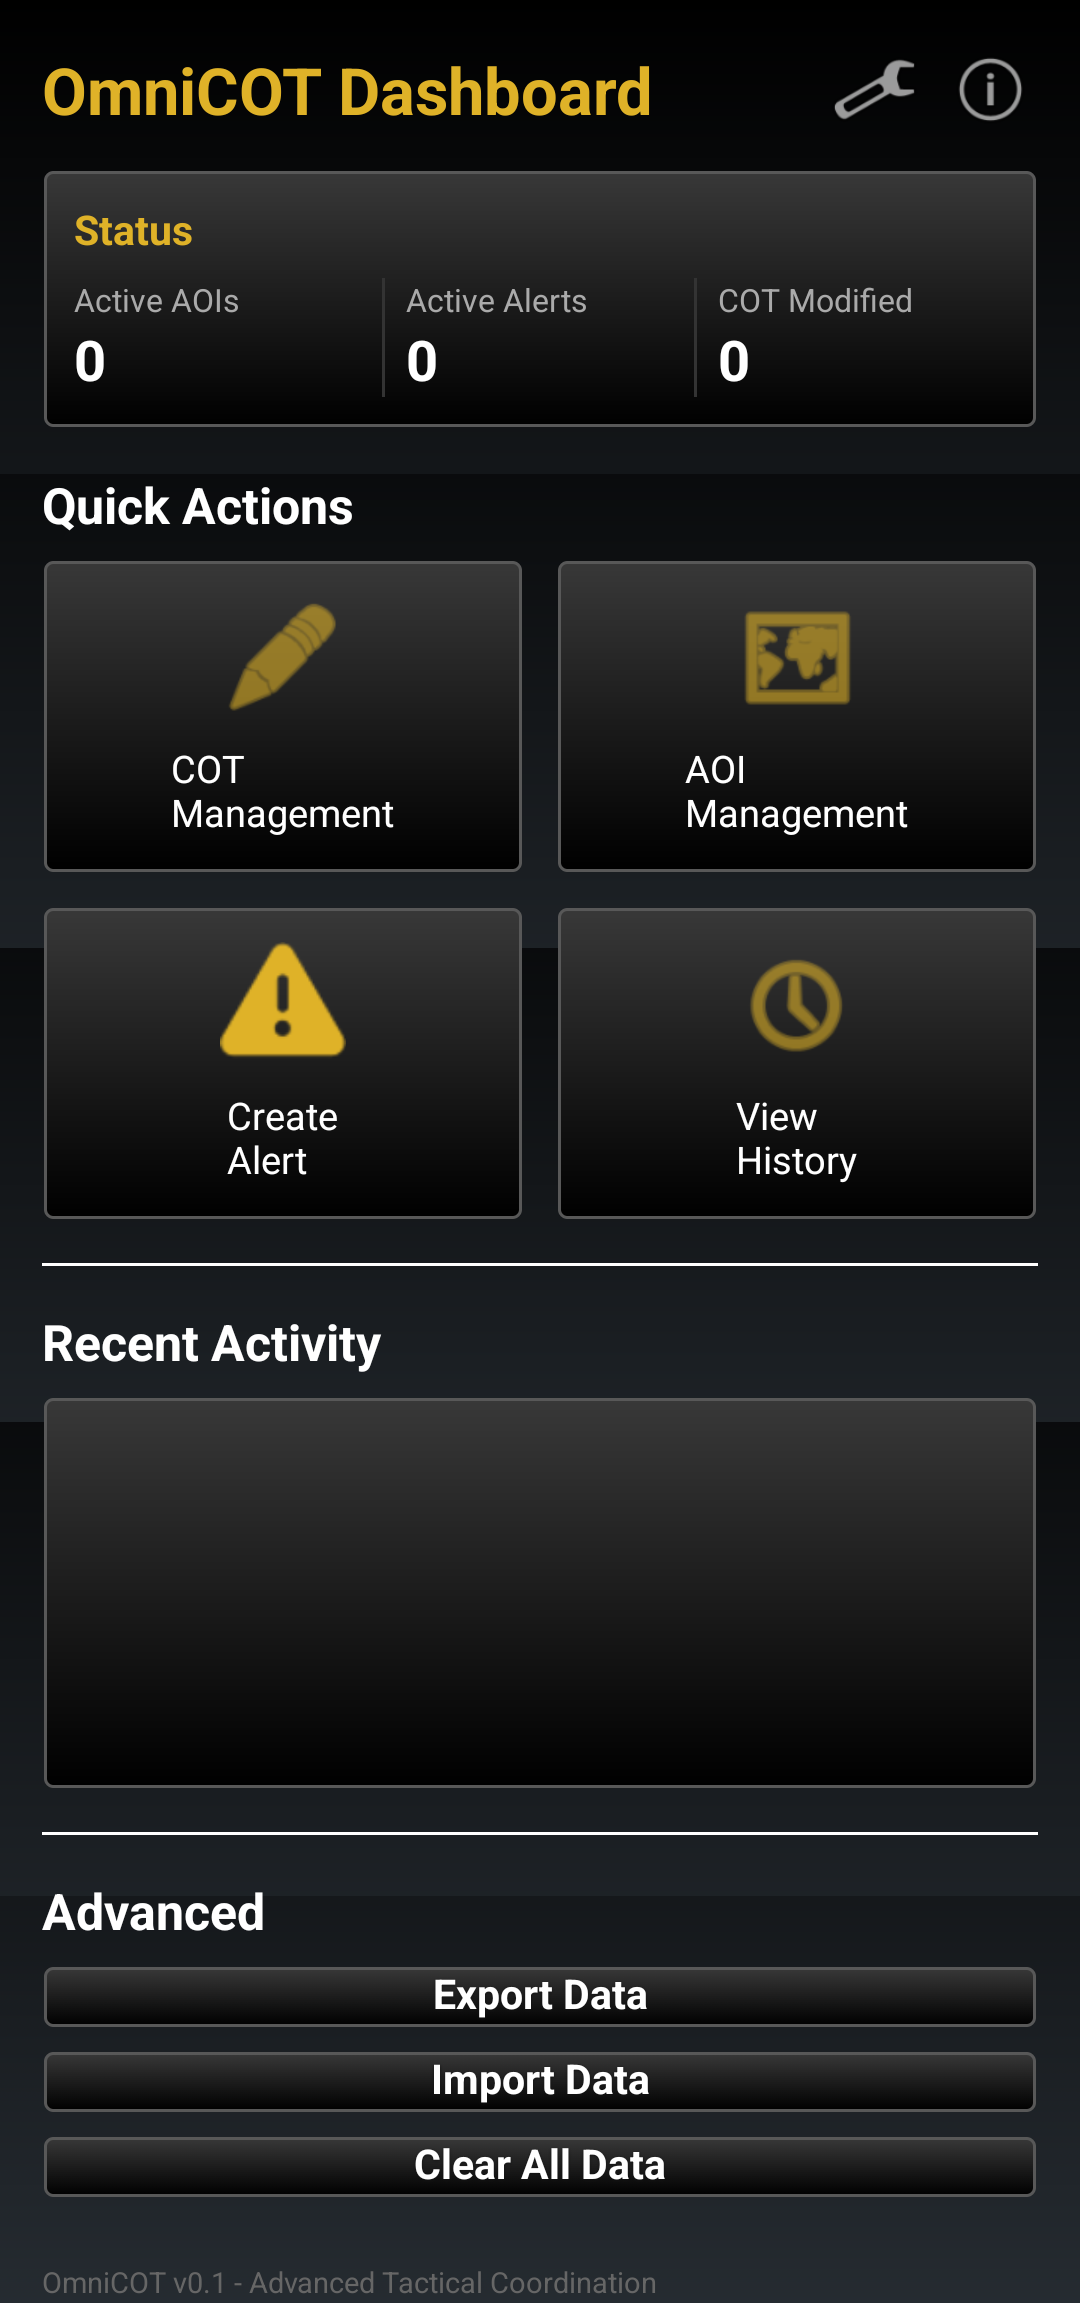 OmniCOT Dashboard
Status
Active AOIs
0
Active Alerts
0
COT Modified
0
Quick Actions
COT
Management
AOI
Management
Create
Alert
View
History
Recent Activity
Advanced
Export Data
Import Data
Clear All Data
OmniCOT v0.1 - Advanced Tactical Coordination